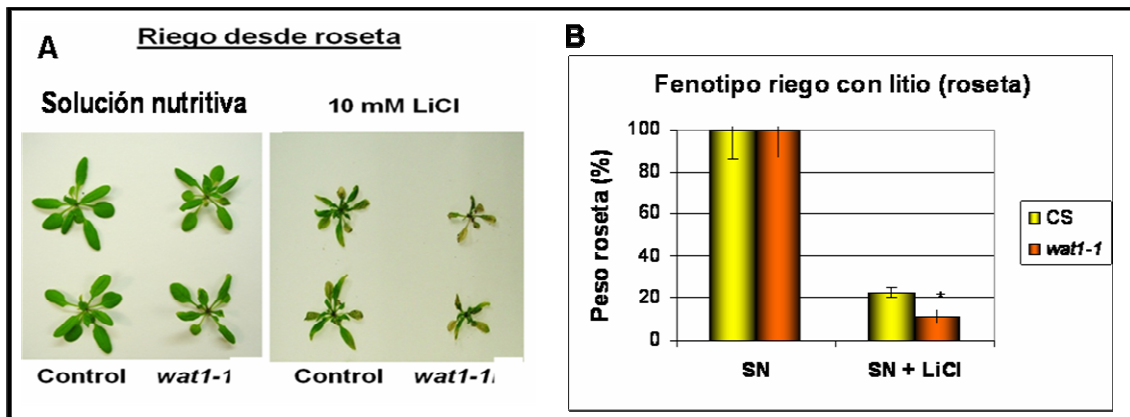 A
Riego desde roseta
Solución nutritiva
10 mM LiCl
Control
wat1-1
Control
wat1-1
B
Fenotipo riego con litio (roseta)
Peso roseta (%)
100
80
60
40
20
0
*
SN
SN + LiCl
CS
wat1-1